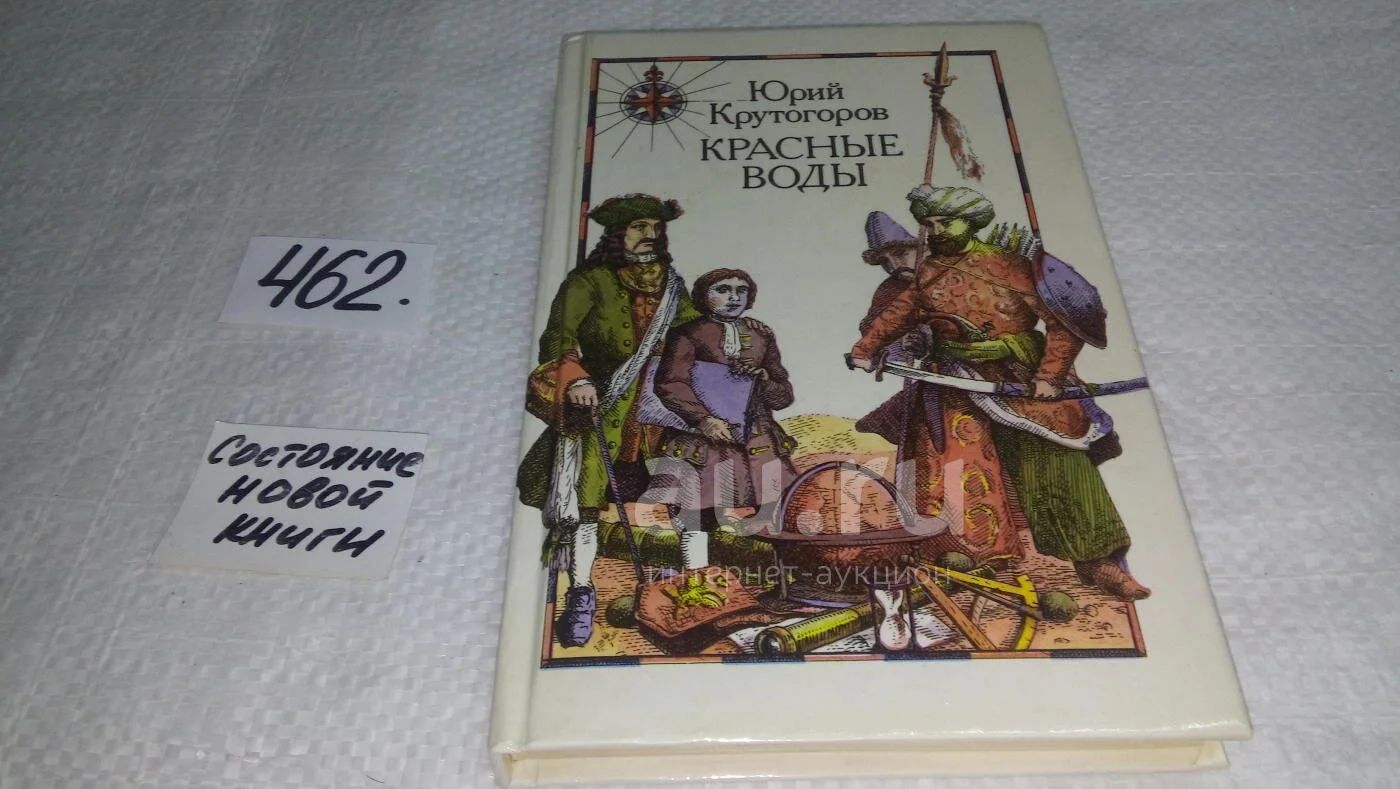 Юрий
Крутогоров
КРАСНЫЕ
ВОДЫ
462.
Состояние
новой
книги
au.ru
интернет-аукцион